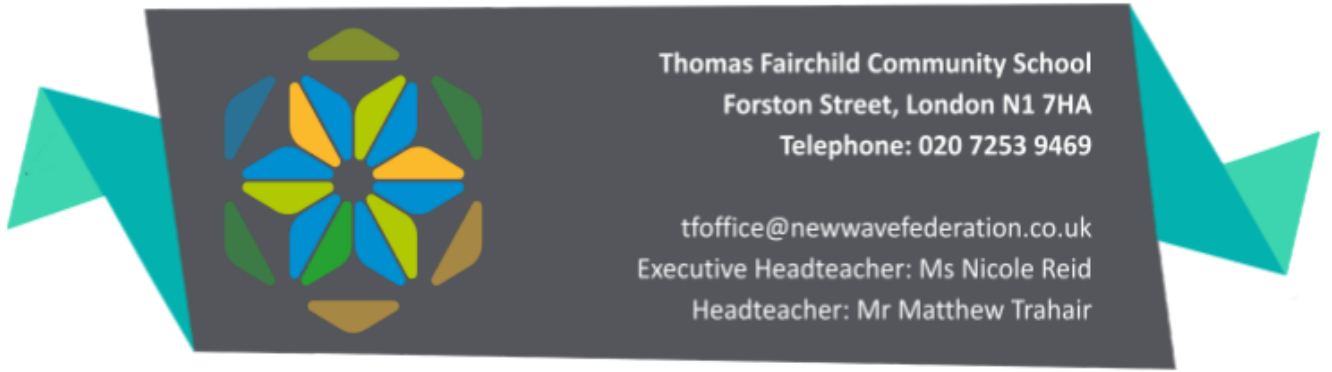 Thomas Fairchild Community School
Forston Street, London N1 7HA
Telephone: 020 7253 9469
tfoffice@newwavefederation.co.uk
Executive Headteacher: Ms Nicole Reid
Headteacher: Mr Matthew Trahair